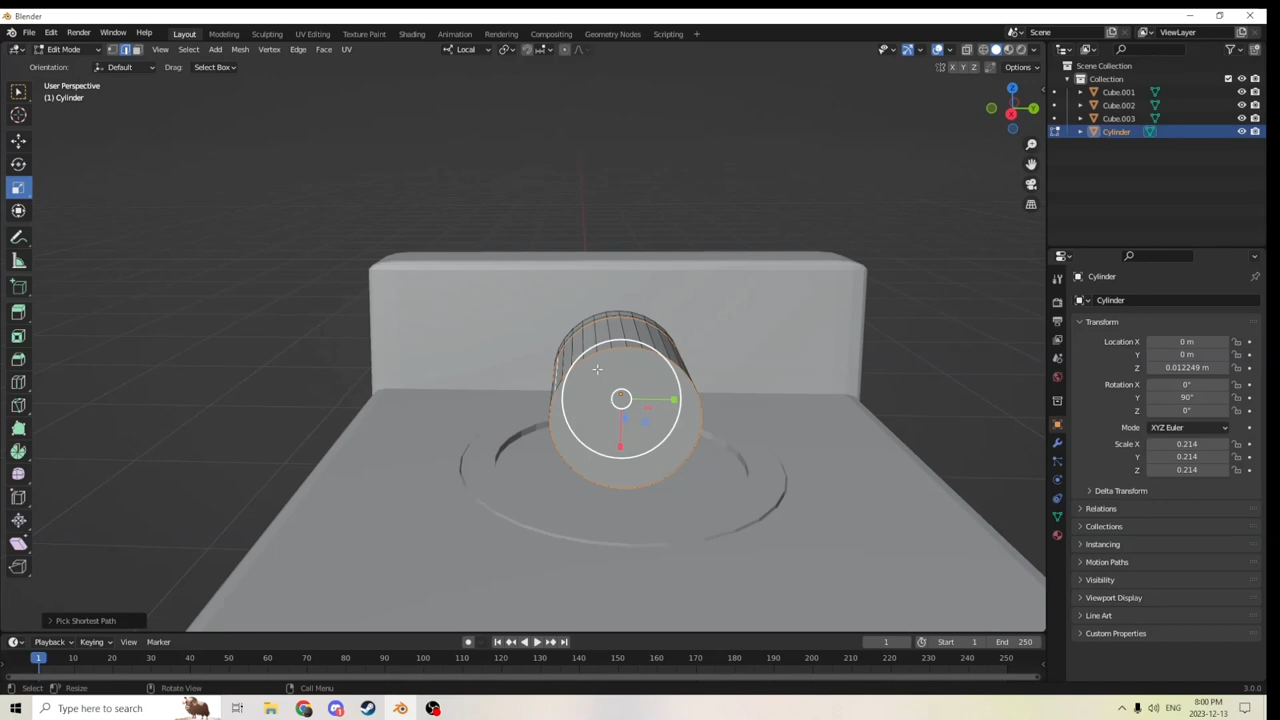 Blender
File Edit Render Window Help Layout Modeling Sculpting UV Editing Texture Paint Shading Animation Rendering Compositing Geometry Nodes Scripting + Scene ViewLayer
Edit Mode View Select Add Mesh Vertex Edge Face UV Local
Orientation: Default Drag: Select Box X Y Z Options
User Perspective
(1) Cylinder
Z
Y
X
Scene Collection
Collection
Cube.001
Cube.002
Cube.003
Cylinder
Cylinder
Cylinder
Transform
Location X 0 m
Y 0 m
Z 0.012249 m
Rotation X 0°
Y 90°
Z 0°
Mode XYZ Euler
Scale X 0.214
Y 0.214
Z 0.214
Delta Transform
Relations
Collections
Instancing
Motion Paths
Visibility
Viewport Display
Line Art
Custom Properties
Pick Shortest Path
Playback Keying View Marker 1 Start 1 End 250
1 10 20 30 40 50 60 70 80 90 100 110 120 130 140 150 160 170 180 190 200 210 220 230 240 250
Select Resize Rotate View Call Menu 3.0.0
Type here to search ENG 8:00 PM
2023-12-13